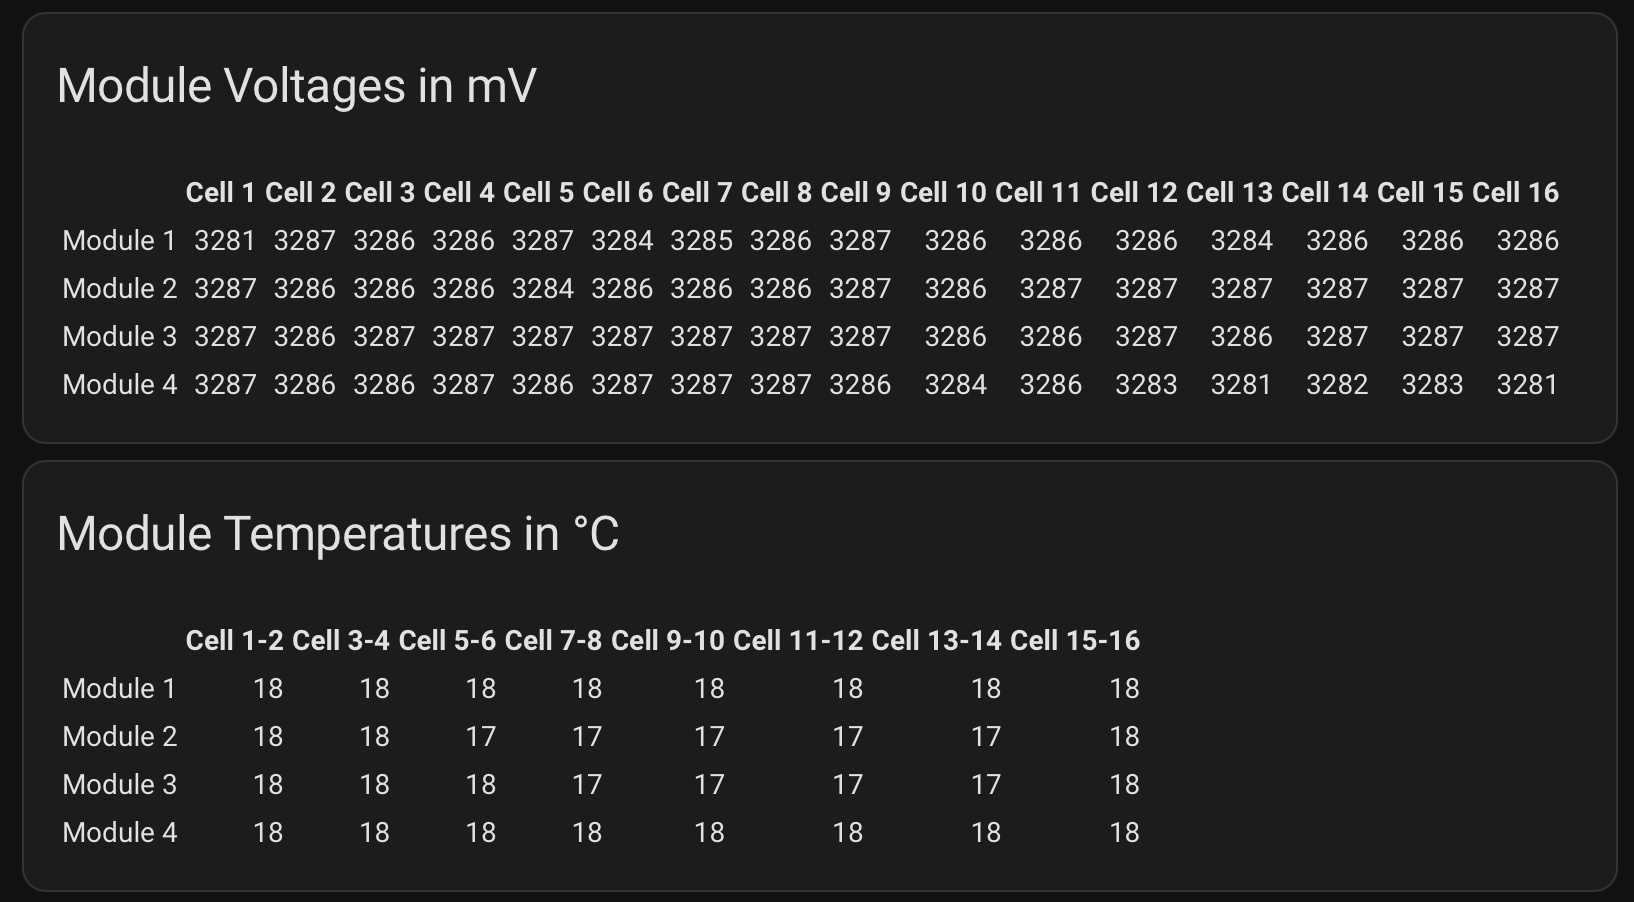 Module Voltages in mV
Cell 1 Cell 2 Cell 3 Cell 4 Cell 5 Cell 6 Cell 7 Cell 8 Cell 9 Cell 10 Cell 11 Cell 12 Cell 13 Cell 14 Cell 15 Cell 16
Module 1 3281 3287 3286 3286 3287 3284 3285 3286 3287 3286 3286 3286 3284 3286 3286 3286
Module 2 3287 3286 3286 3286 3284 3286 3286 3286 3287 3286 3287 3287 3287 3287 3287 3287
Module 3 3287 3286 3287 3287 3287 3287 3287 3287 3287 3286 3286 3287 3286 3287 3287 3287
Module 4 3287 3286 3286 3287 3286 3287 3287 3287 3286 3284 3286 3283 3281 3282 3283 3281
Module Temperatures in °C
Cell 1-2 Cell 3-4 Cell 5-6 Cell 7-8 Cell 9-10 Cell 11-12 Cell 13-14 Cell 15-16
Module 1 18 18 18 18 18 18 18 18
Module 2 18 18 17 17 17 17 17 18
Module 3 18 18 18 17 17 17 17 18
Module 4 18 18 18 18 18 18 18 18